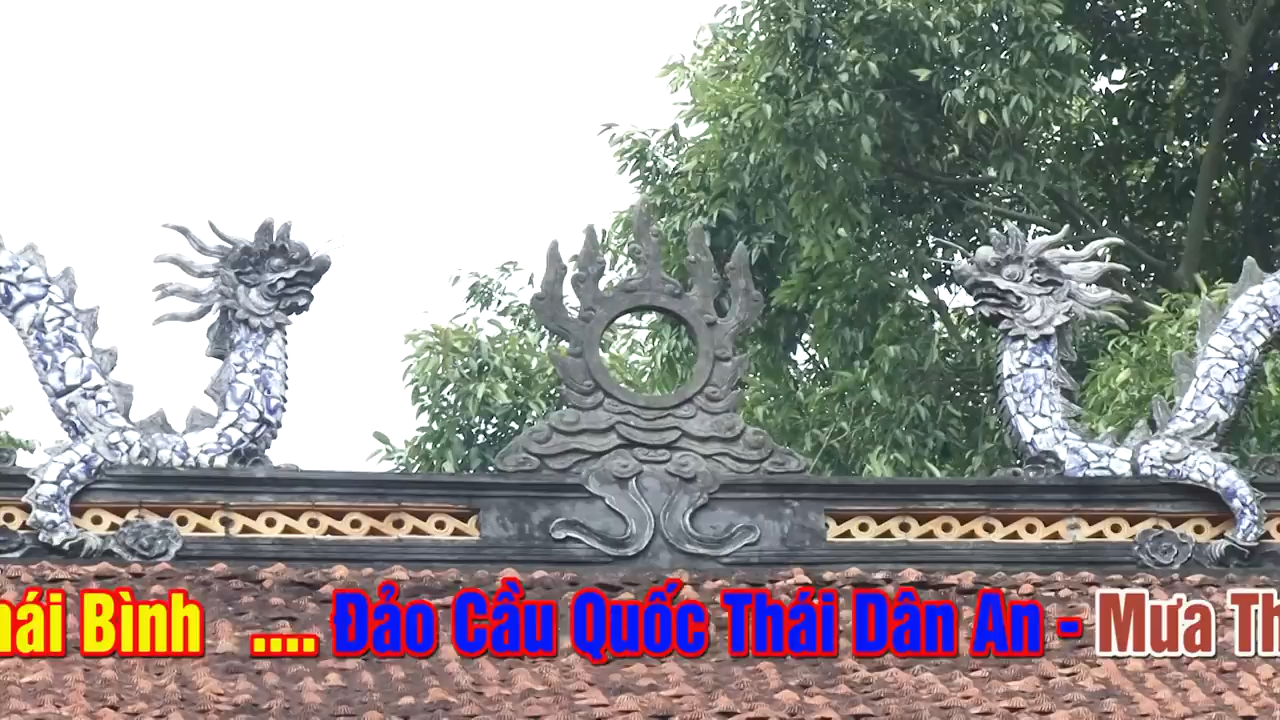 Bình .... Đảo Cầu Quốc Thái Dân An - Mưa